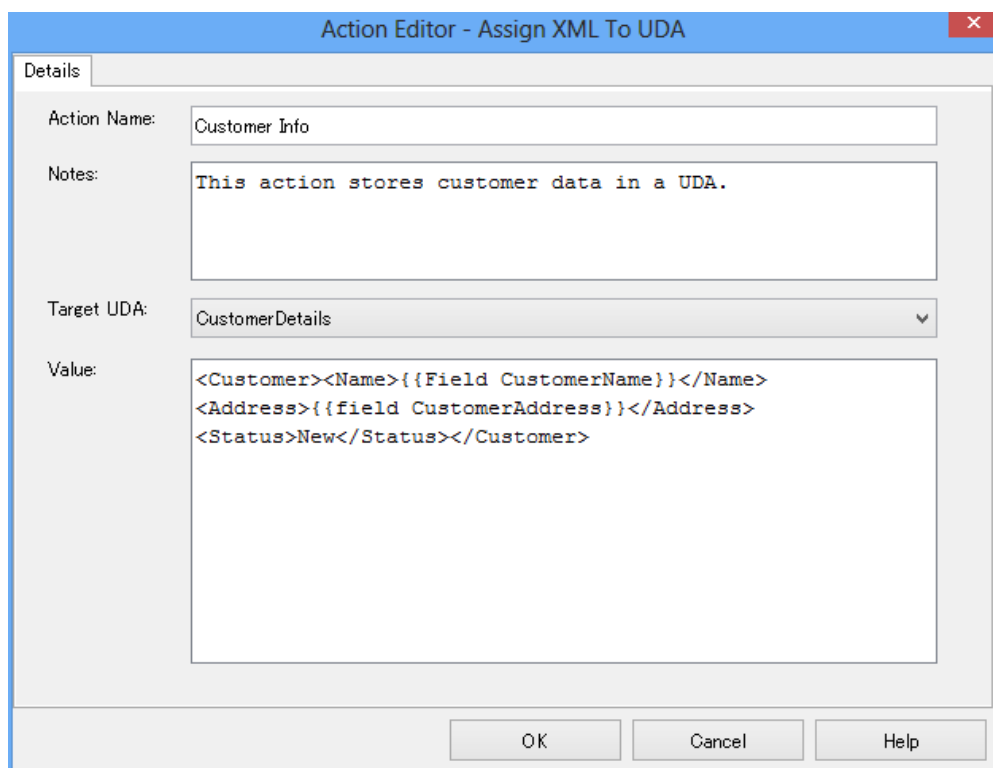 Action Editor - Assign XML To UDA
Details
Action Name:
Customer Info
Notes:
This action stores customer data in a UDA.
Target UDA:
CustomerDetails
Value:
<Customer><Name>{{Field CustomerName}}</Name>
<Address>{{field CustomerAddress}}</Address>
<Status>New</Status></Customer>
OK
Cancel
Help